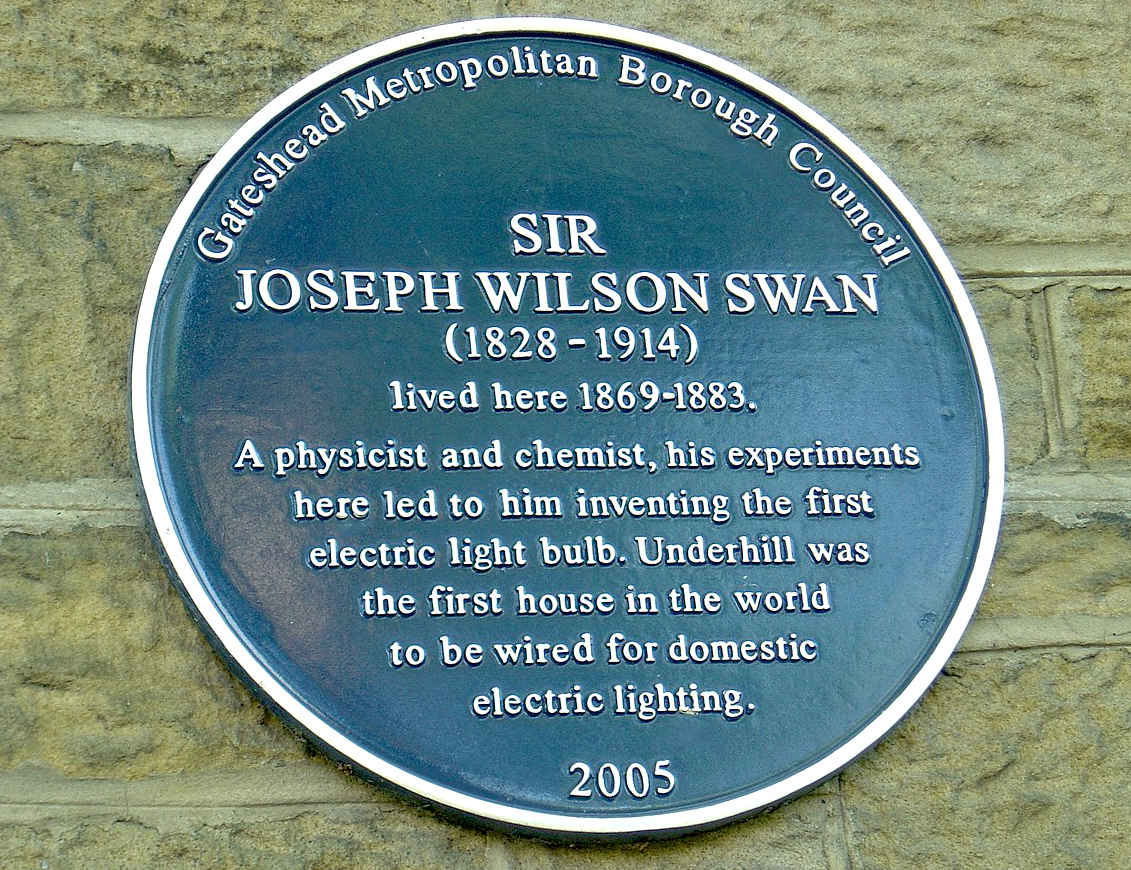 Gateshead Metropolitan Borough Council
SIR
JOSEPH WILSON SWAN
(1828 - 1914)
lived here 1869-1883.
A physicist and chemist, his experiments
here led to him inventing the first
electric light bulb. Underhill was
the first house in the world
to be wired for domestic
electric lighting.
2005